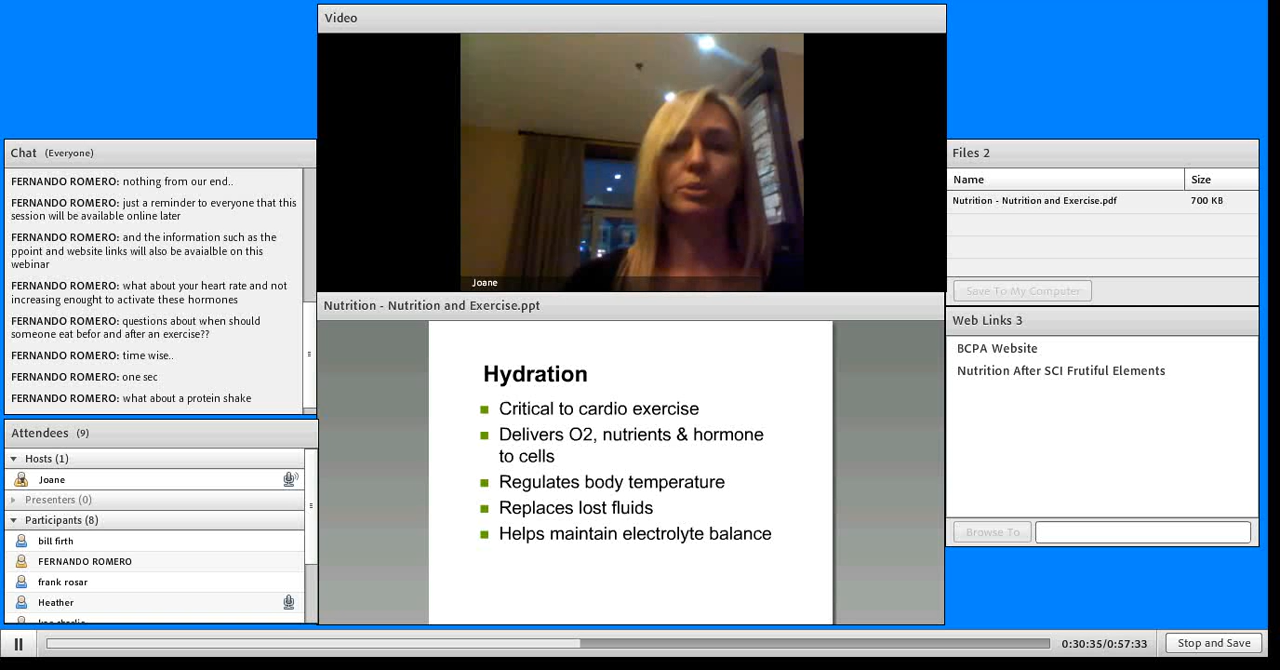 Video
Joane
Chat (Everyone)
FERNANDO ROMERO: nothing from our end..
FERNANDO ROMERO: just a reminder to everyone that this
session will be available online later
FERNANDO ROMERO: and the information such as the
ppoint and website links will also be avaialble on this
webinar
FERNANDO ROMERO: what about your heart rate and not
increasing enought to activate these hormones
FERNANDO ROMERO: questions about when should
someone eat befor and after an exercise??
FERNANDO ROMERO: time wise..
FERNANDO ROMERO: one sec
FERNANDO ROMERO: what about a protein shake
Attendees (9)
Hosts (1)
Joane
Presenters (0)
Participants (8)
bill firth
FERNANDO ROMERO
frank rosar
Heather
Nutrition - Nutrition and Exercise.ppt
Hydration
Critical to cardio exercise
Delivers O2, nutrients & hormone
to cells
Regulates body temperature
Replaces lost fluids
Helps maintain electrolyte balance
Files 2
Name Size
Nutrition - Nutrition and Exercise.pdf 700 KB
Save To My Computer
Web Links 3
BCPA Website
Nutrition After SCI Frutiful Elements
Browse To
0:30:35/0:57:33
Stop and Save